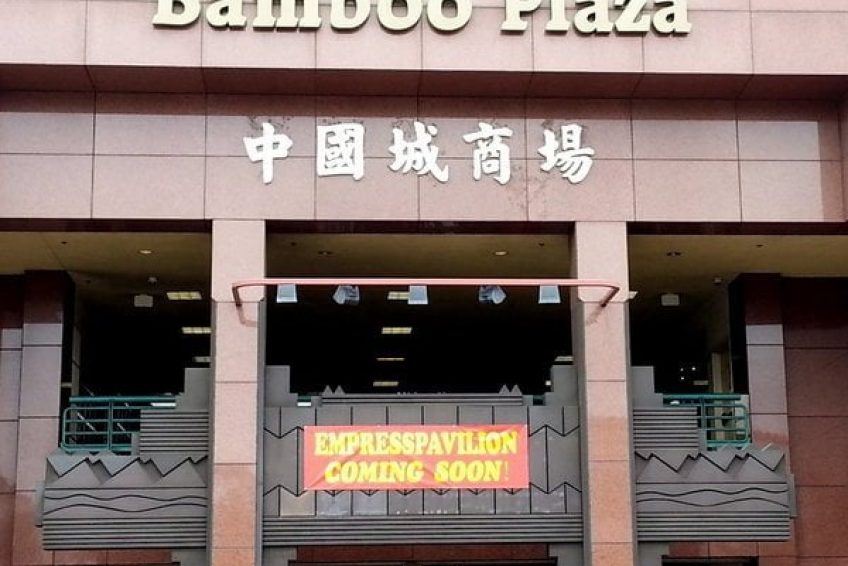 Bamboo Plaza
中國城商場
EMPRESSPAVILION
COMING SOON!